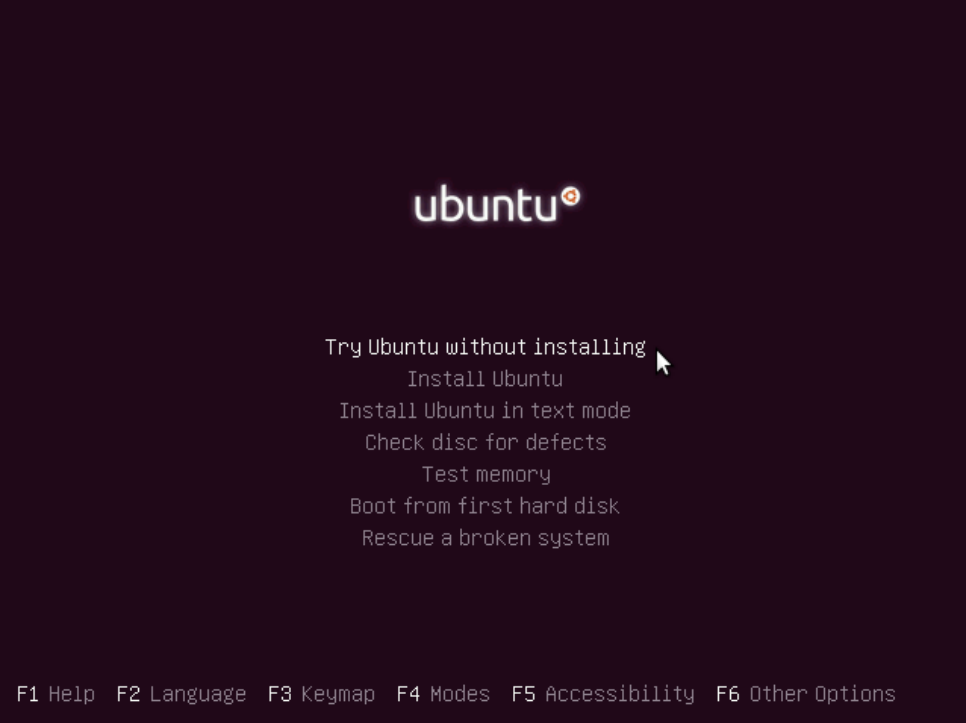 ubuntu
Try Ubuntu without installing
Install Ubuntu
Install Ubuntu in text mode
Check disc for defects
Test memory
Boot from first hard disk
Rescue a broken system
F1 Help F2 Language F3 Keymap F4 Modes F5 Accessibility F6 Other Options